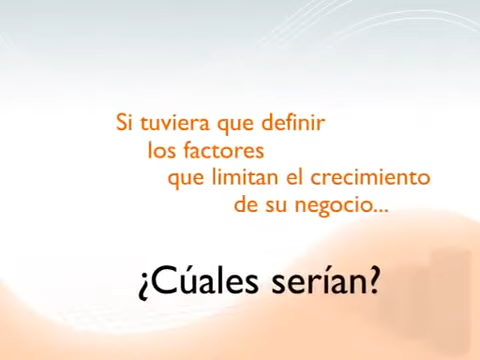 Si tuviera que definir
los factores
que limitan el crecimiento
de su negocio...
¿Cúales serían?